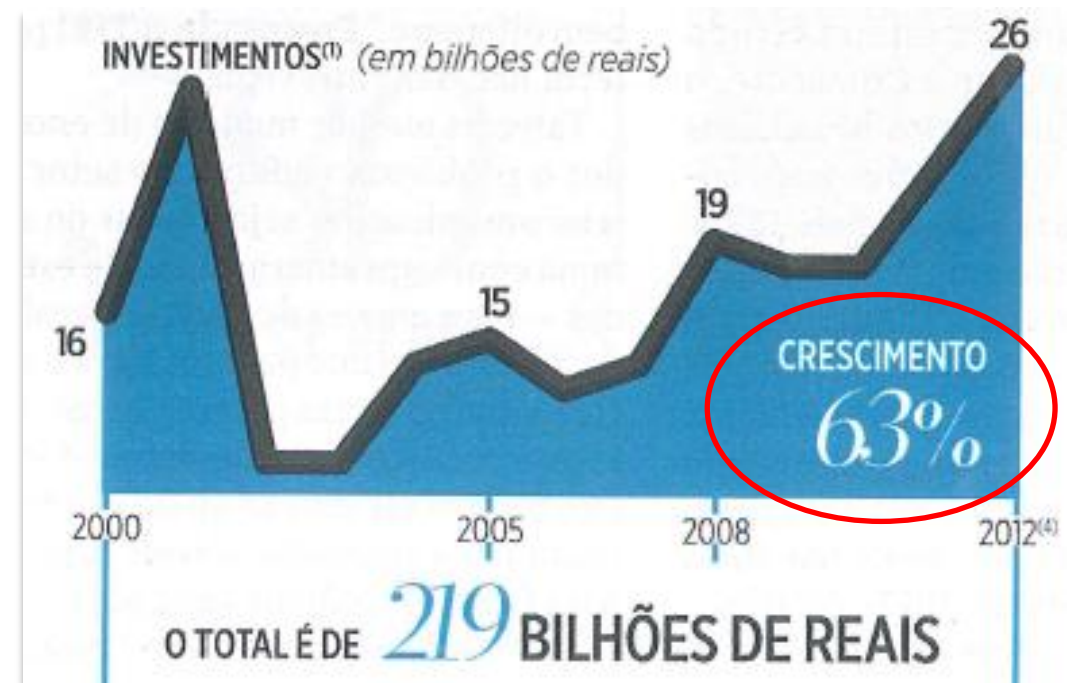 INVESTIMENTOS⁽¹⁾ (em bilhões de reais)
26
19
16
15
CRESCIMENTO
63%
2000 2005 2008 2012⁽⁴⁾
O TOTAL É DE 219 BILHÕES DE REAIS